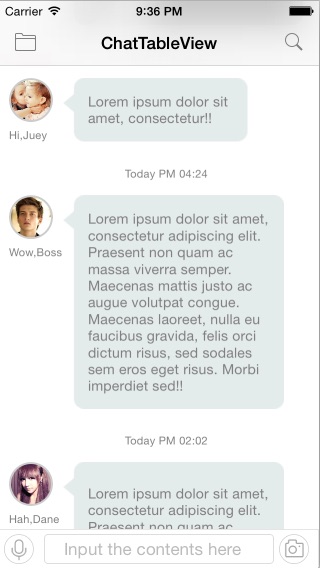 Carrier 9:36 PM
ChatTableView
Lorem ipsum dolor sit
amet, consectetur!!
Hi,Juey
Today PM 04:24
Lorem ipsum dolor sit amet,
consectetur adipiscing elit.
Praesent non quam ac
massa viverra semper.
Maecenas mattis justo ac
augue volutpat congue.
Maecenas laoreet, nulla eu
faucibus gravida, felis orci
dictum risus, sed sodales
sem eros eget risus. Morbi
imperdiet sed!!
Wow,Boss
Today PM 02:02
Lorem ipsum dolor sit amet,
consectetur adipiscing elit.
Praesent non quam ac
Hah,Dane
Input the contents here